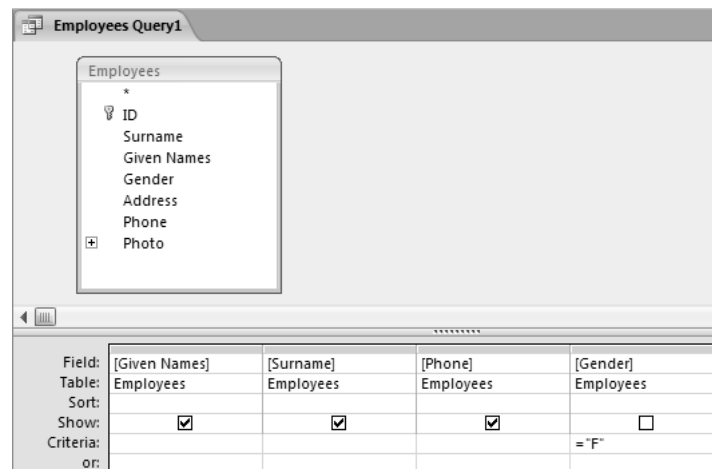 Employees Query1
Employees
*
ID
Surname
Given Names
Gender
Address
Phone
Photo
Field: [Given Names] [Surname] [Phone] [Gender]
Table: Employees Employees Employees Employees
Sort:
Show:
Criteria: ="F"
or: